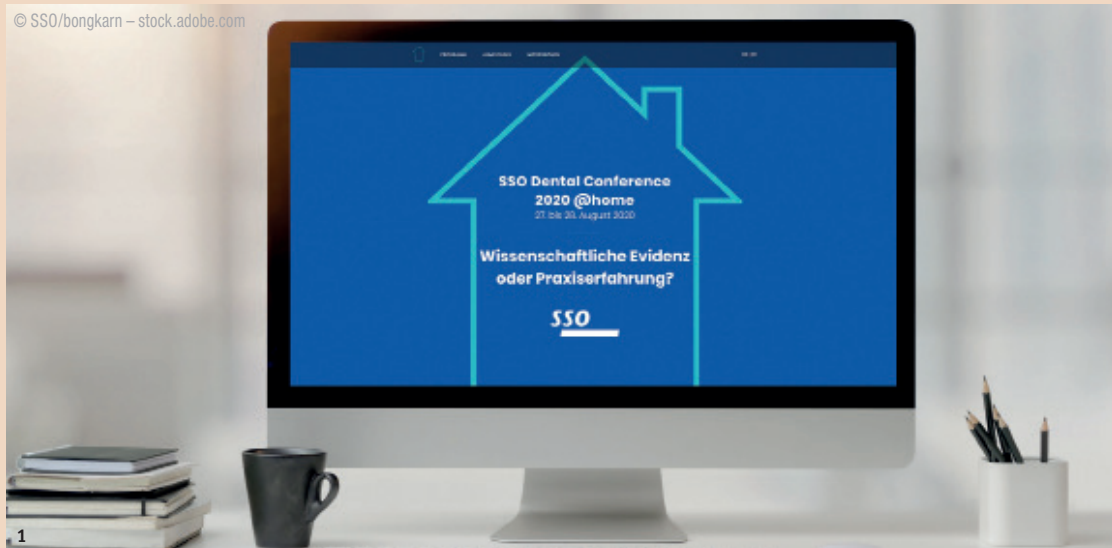 © SSO/bongkarn – stock.adobe.com
SSO Dental Conference
2020 @home
27. bis 28. August 2020
Wissenschaftliche Evidenz
oder Praxiserfahrung?
SSO
1